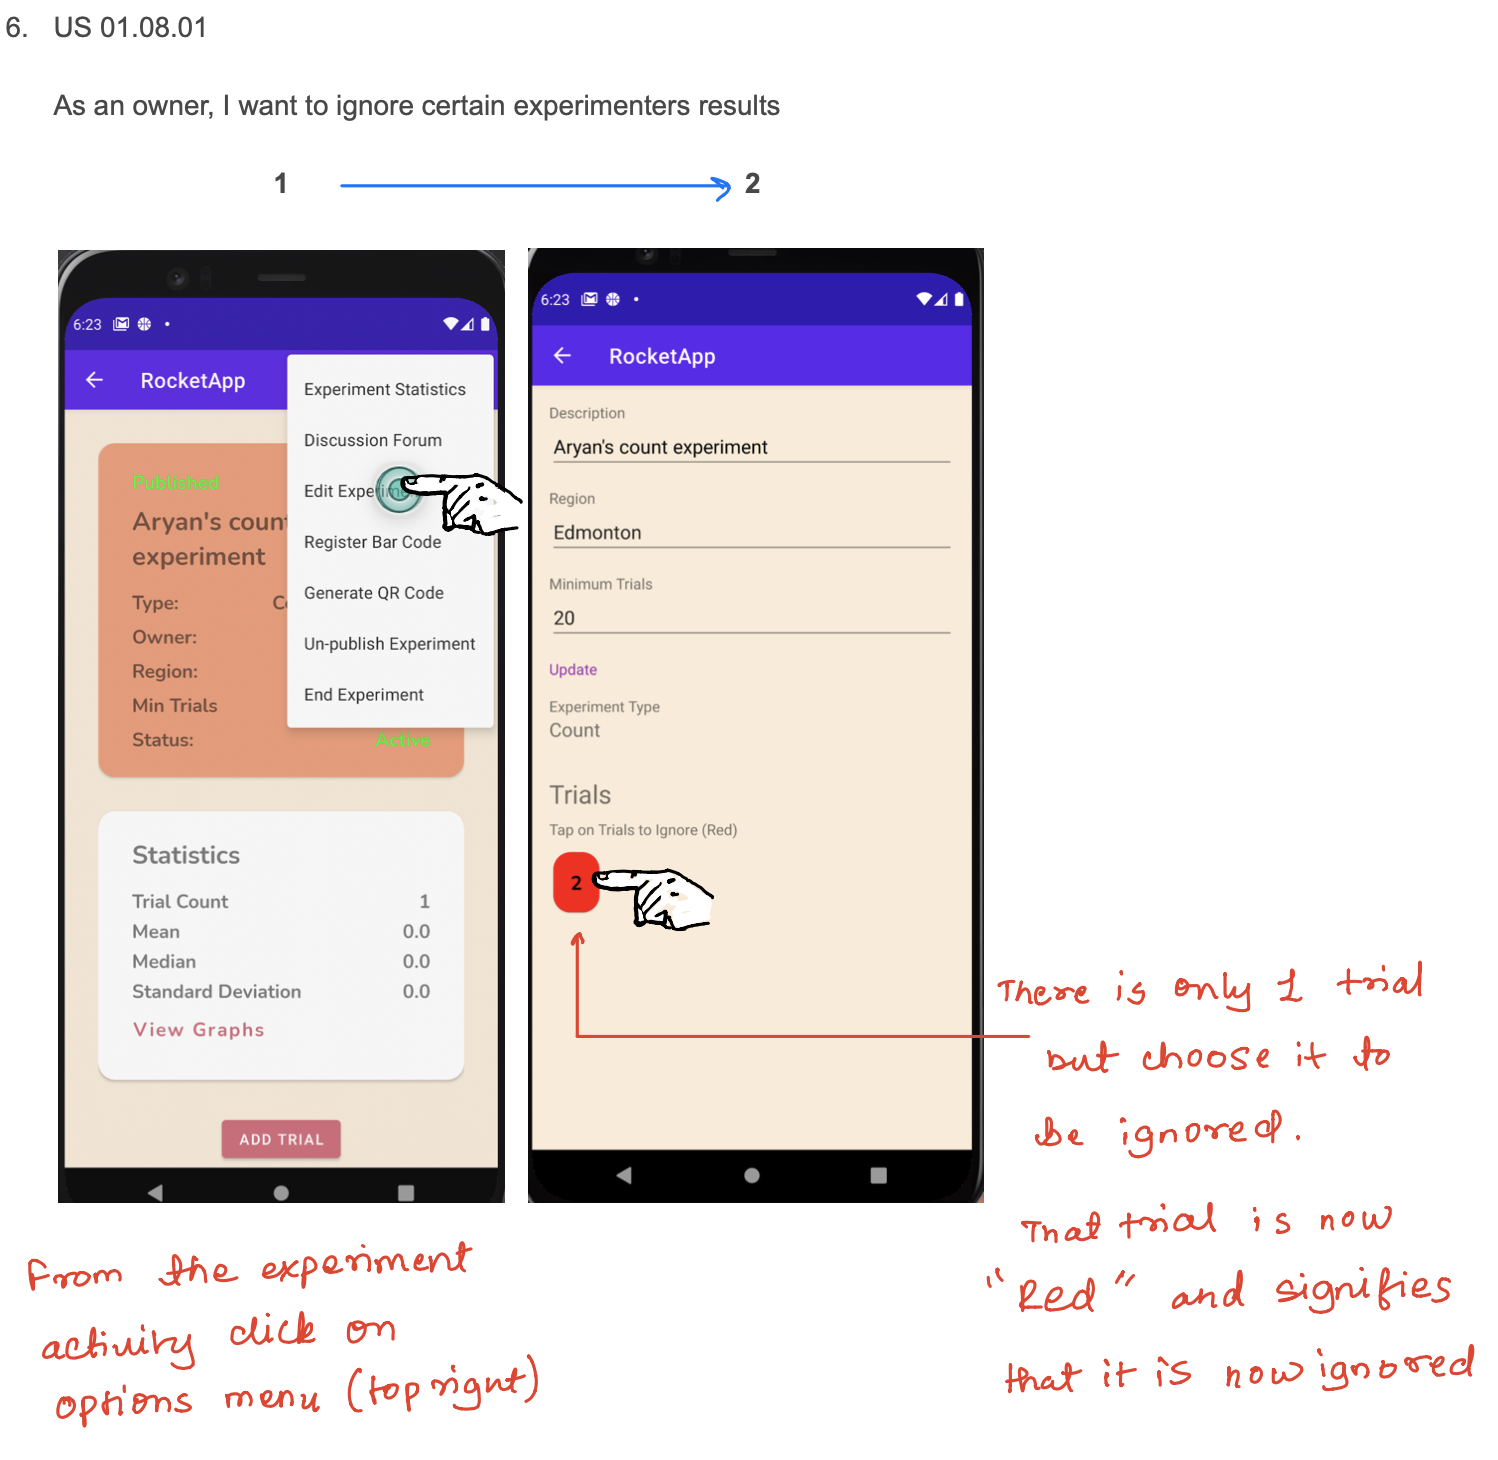 6. US 01.08.01
As an owner, I want to ignore certain experimenters results
1
2
6:23
RocketApp
Experiment Statistics
Discussion Forum
Edit
Register Bar Code
Generate QR Code
Un-publish Experiment
End Experiment
Published
Aryan's
experiment
Type:
Owner:
Region:
Min Trials
Status: Active
Statistics
Trial Count 1
Mean 0.0
Median 0.0
Standard Deviation 0.0
View Graphs
ADD TRIAL
6:23
RocketApp
Description
Aryan's count experiment
Region
Edmonton
Minimum Trials
20
Update
Experiment Type
Count
Trials
Tap on Trials to Ignore (Red)
2
There is only 1 trial
but choose it to
be ignored.
That trial is now
"Red" and signifies
that it is now ignored
From the experiment
activity click on
options menu (top right)